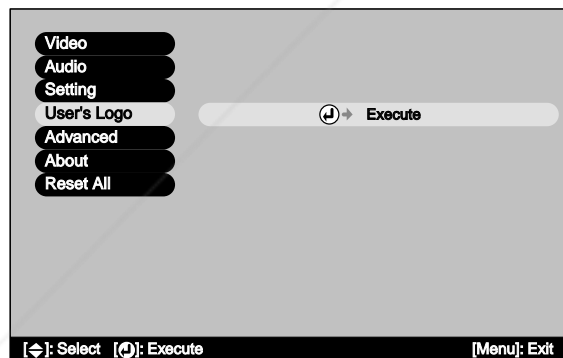 Video
Audio
Setting
User's Logo
Execute
Advanced
About
Reset All
[]: Select []: Execute [Menu]: Exit